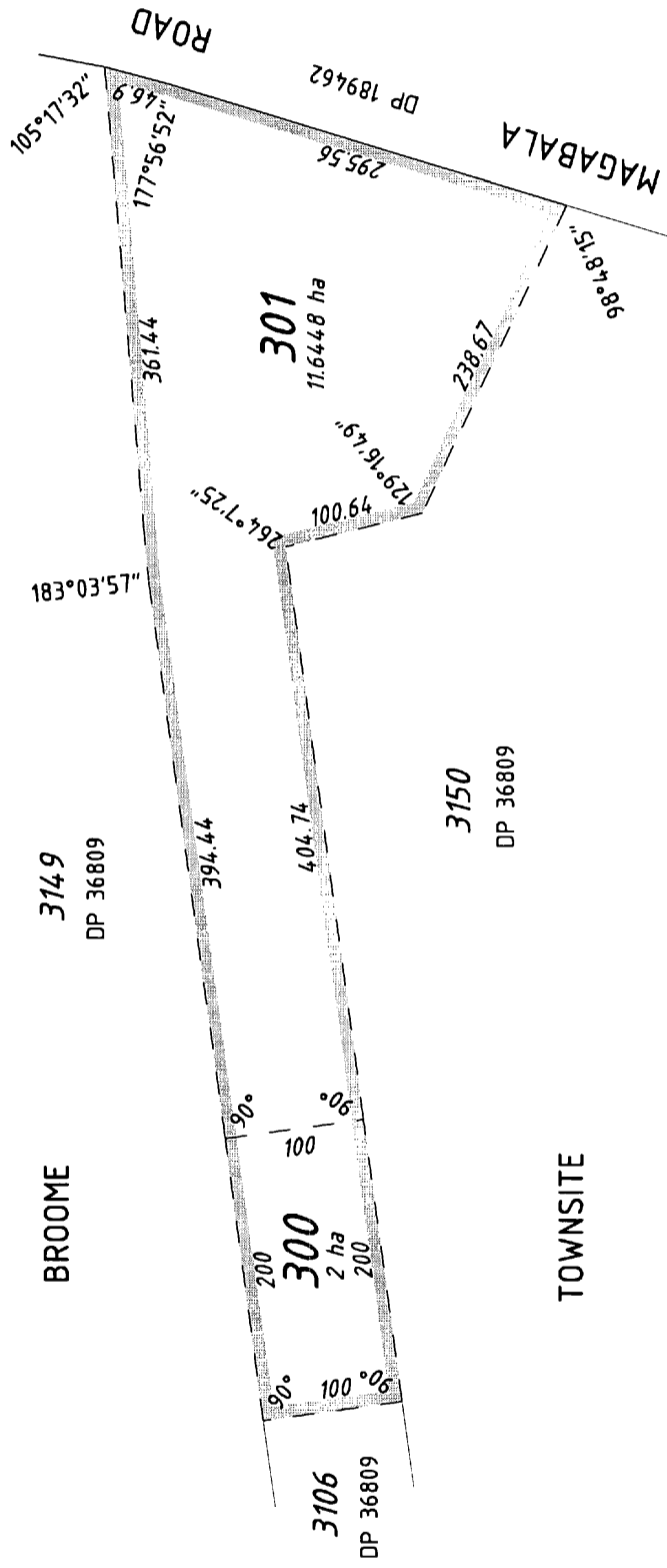 ROAD
DP 189462
MAGABALA
105°17'32"
46.9
177°56'52"
295.56
98°48'15"
361.44
301
11.6448 ha
238.67
129°16'49"
100.64
264°7'25"
183°03'57"
3149
DP 36809
394.44
404.74
3150
DP 36809
BROOME
90°
90°
100
200
300
2 ha
200
90°
100
90°
TOWNSITE
3106
DP 36809